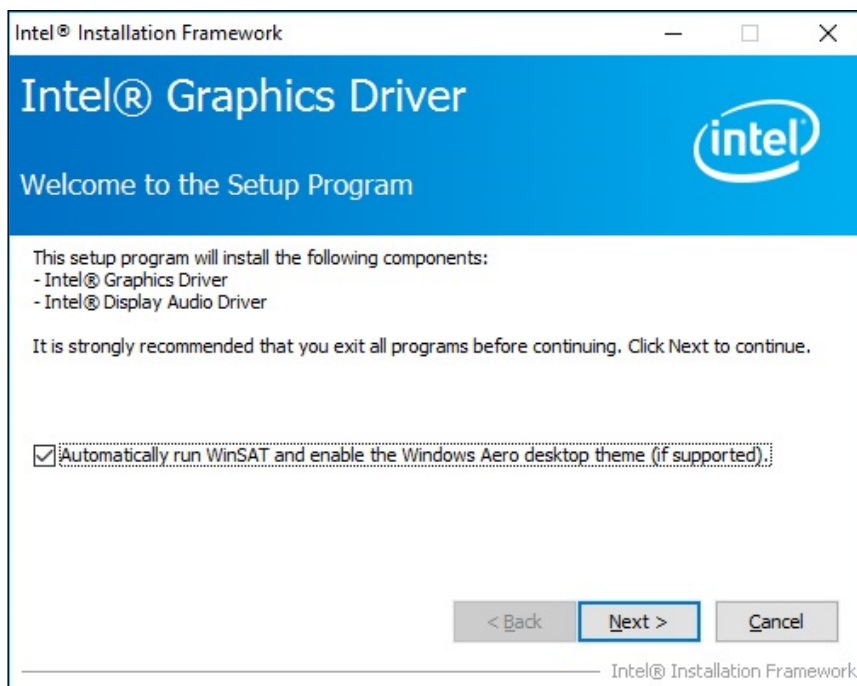 Intel® Installation Framework
Intel® Graphics Driver
intel
Welcome to the Setup Program
This setup program will install the following components:
- Intel® Graphics Driver
- Intel® Display Audio Driver
It is strongly recommended that you exit all programs before continuing. Click Next to continue.
Automatically run WinSAT and enable the Windows Aero desktop theme (if supported).
< Back Next > Cancel
Intel® Installation Framework